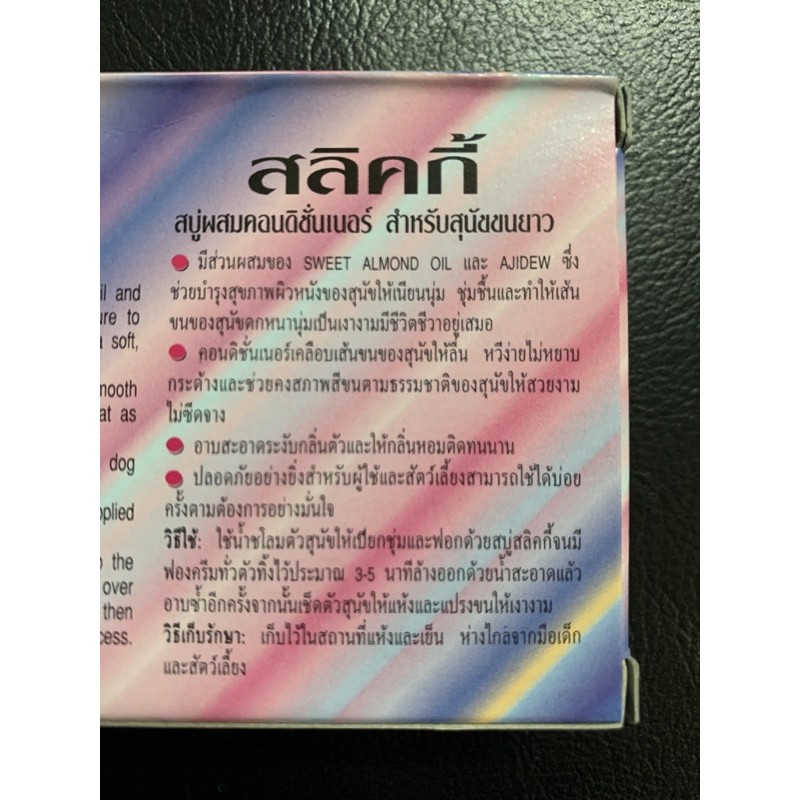 สลิคกี้
สบู่ผสมคอนดิชั่นเนอร์ สำหรับสุนัขขนยาว
● มีส่วนผสมของ SWEET ALMOND OIL และ AJIDEW ซึ่ง
ช่วยบำรุงสุขภาพผิวหนังของสุนัขให้เนียนนุ่ม ชุ่มชื้นและทำให้เส้น
ขนของสุนัขดกหนานุ่มเป็นเงางามมีชีวิตชีวาอยู่เสมอ
● คอนดิชั่นเนอร์เคลือบเส้นขนของสุนัขให้ลื่น หวีง่ายไม่หยาบ
กระด้างและช่วยคงสภาพสีขนตามธรรมชาติของสุนัขให้สวยงาม
ไม่ซีดจาง
● อาบสะอาดระงับกลิ่นตัวและให้กลิ่นหอมติดทนนาน
● ปลอดภัยอย่างยิ่งสำหรับผู้ใช้และสัตว์เลี้ยงสามารถใช้ได้บ่อย
ครั้งตามต้องการอย่างมั่นใจ
วิธีใช้: ใช้น้ำชโลมตัวสุนัขให้เปียกชุ่มและฟอกด้วยสบู่สลิคกี้จนมี
ฟองครีมทั่วตัวทิ้งไว้ประมาณ 3-5 นาทีล้างออกด้วยน้ำสะอาดแล้ว
อาบซ้ำอีกครั้งจากนั้นเช็ดตัวสุนัขให้แห้งและแปรงขนให้เงางาม
วิธีเก็บรักษา: เก็บไว้ในสถานที่แห้งและเย็น ห่างไกลจากมือเด็ก
และสัตว์เลี้ยง
and
to
soft,
at as
dog
the
over
then